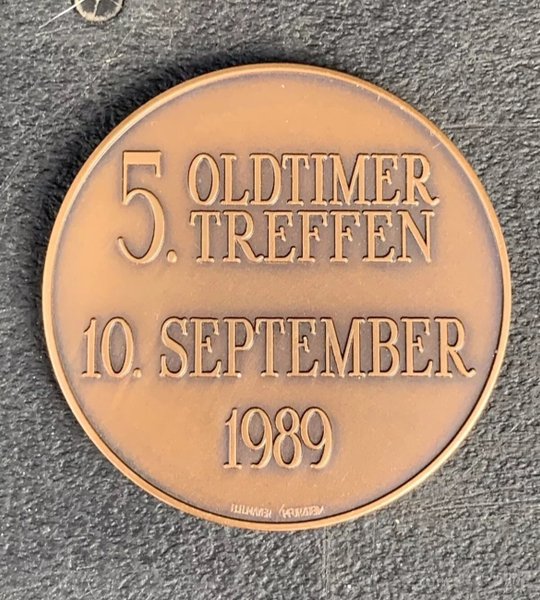 5. OLDTIMER
TREFFEN
10. SEPTEMBER
1989